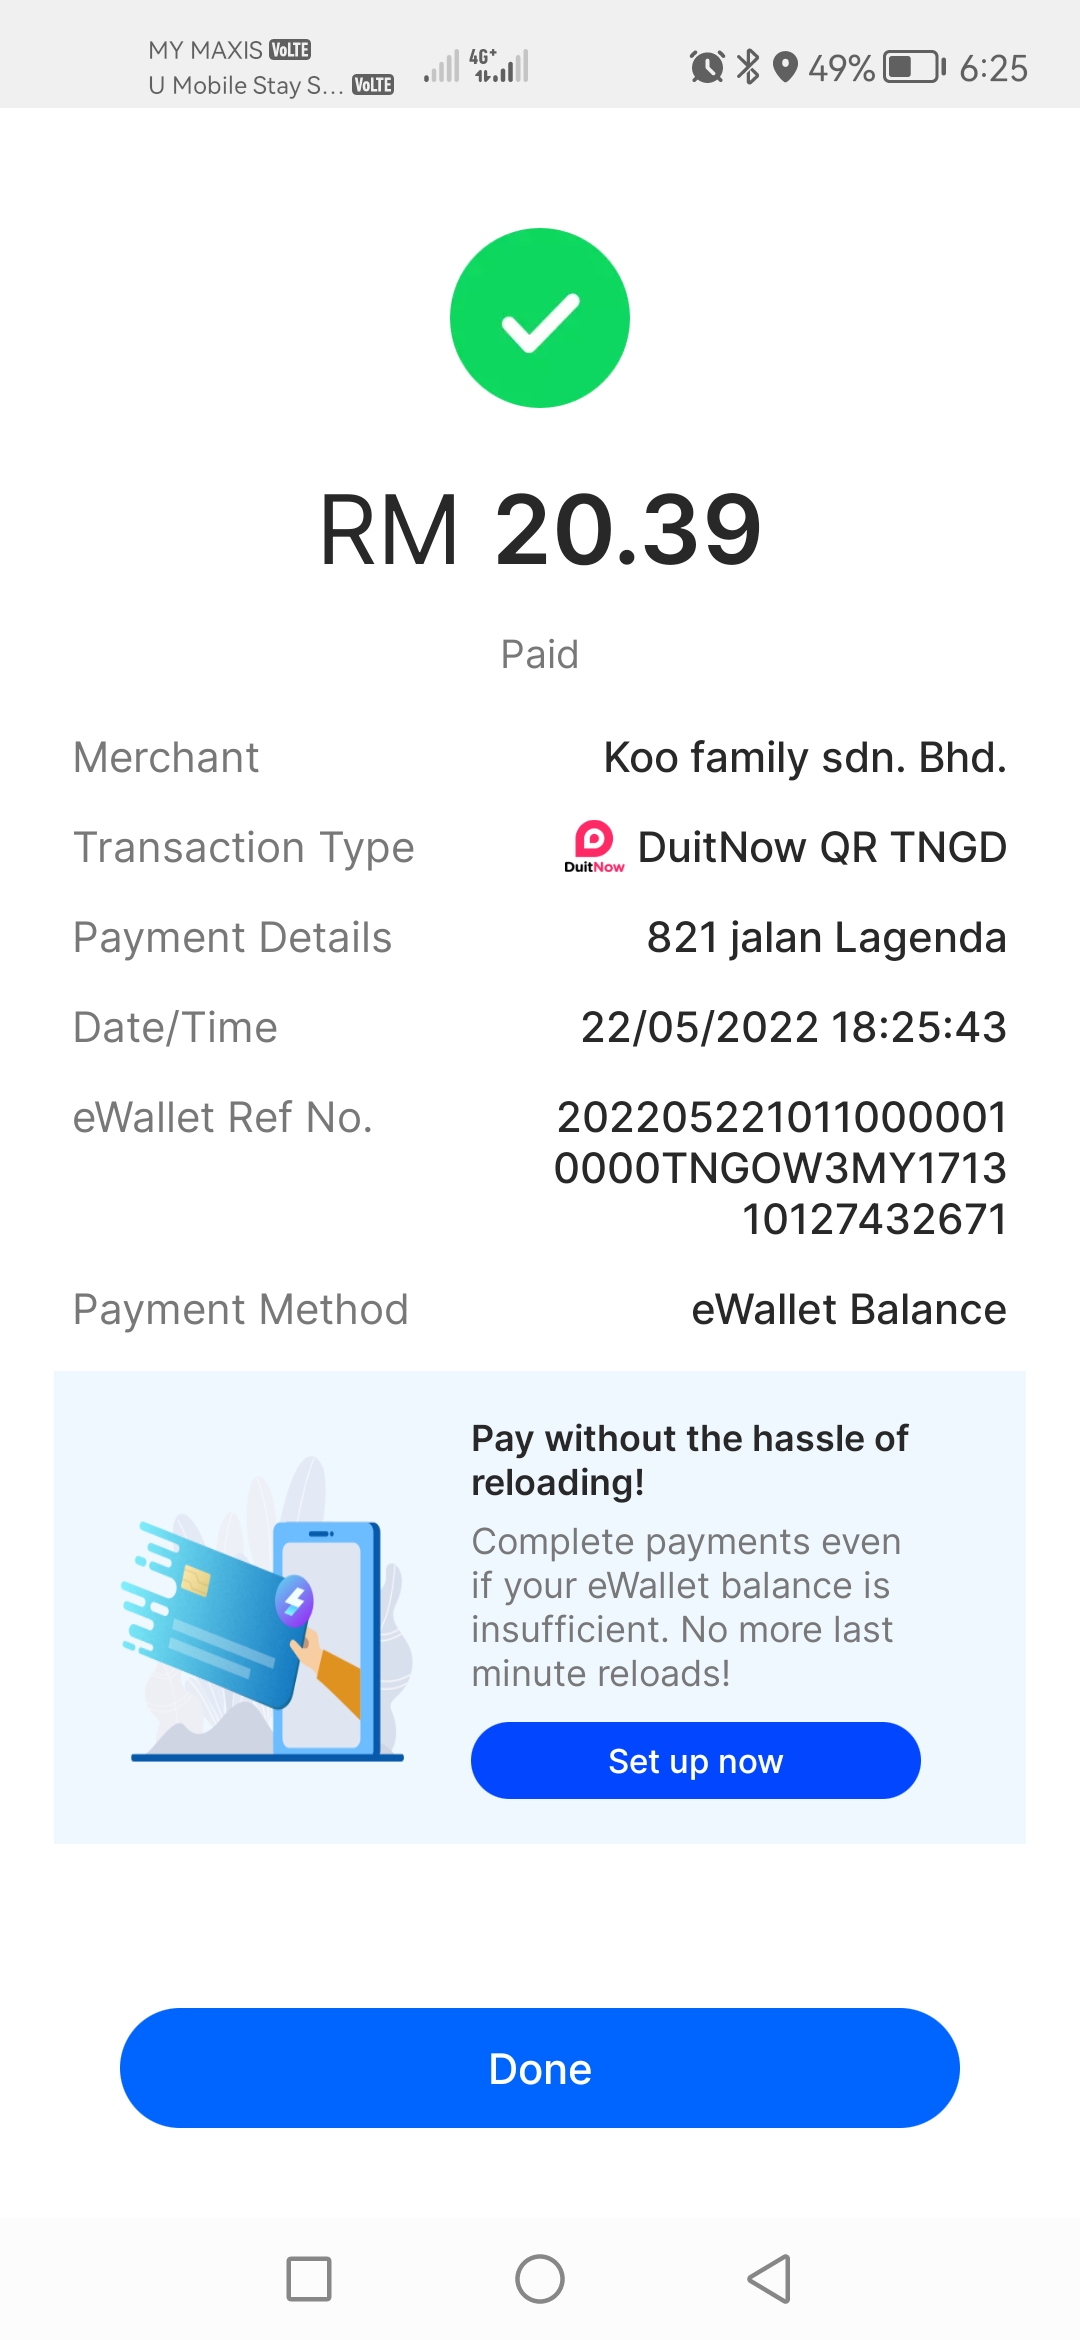 MY MAXIS VoLTE
U Mobile Stay S... VoLTE
4G+
49%
6:25
RM 20.39
Paid
Merchant Koo family sdn. Bhd.
Transaction Type DuitNow DuitNow QR TNGD
Payment Details 821 jalan Lagenda
Date/Time 22/05/2022 18:25:43
eWallet Ref No. 202205221011000001
0000TNGOW3MY1713
10127432671
Payment Method eWallet Balance
Pay without the hassle of
reloading!
Complete payments even
if your eWallet balance is
insufficient. No more last
minute reloads!
Set up now
Done